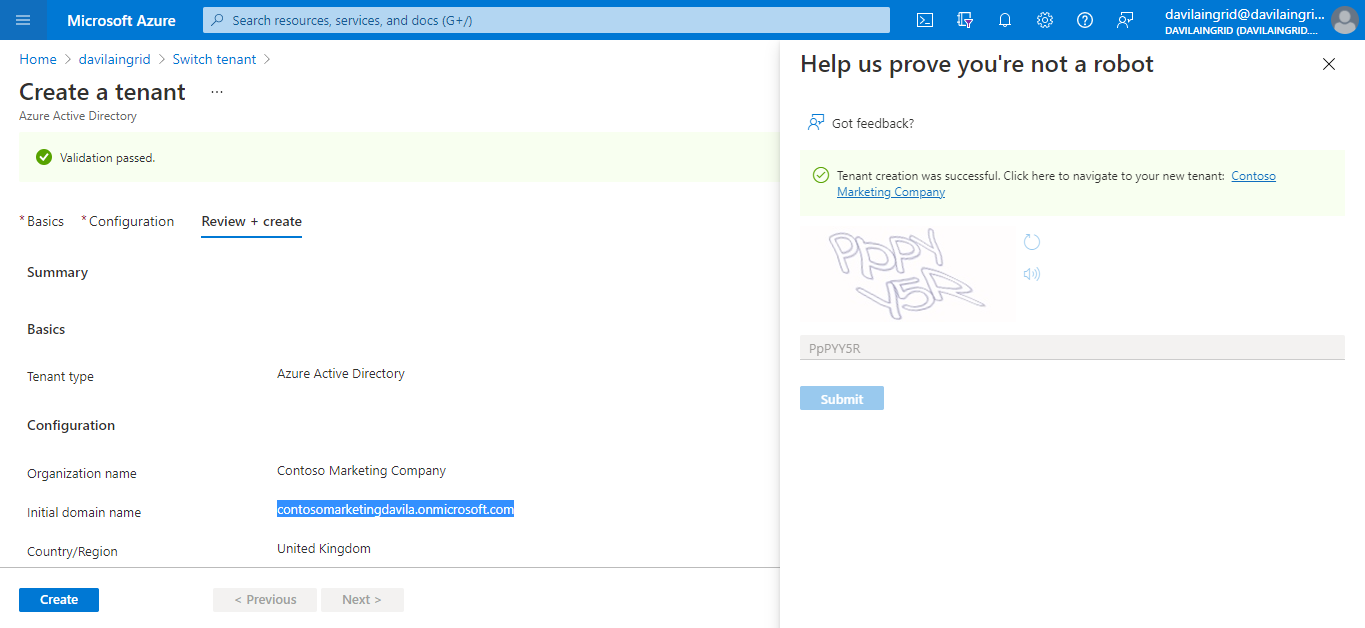 Microsoft Azure
Search resources, services, and docs (G+/)
davilaingrid@davilaingri...
DAVILAINGRID (DAVILAINGRID....
Home > davilaingrid > Switch tenant >
Create a tenant ...
Azure Active Directory
Validation passed.
* Basics * Configuration Review + create
Summary
Basics
Tenant type Azure Active Directory
Configuration
Organization name Contoso Marketing Company
Initial domain name contosomarketingdavila.onmicrosoft.com
Country/Region United Kingdom
Create < Previous Next >
Help us prove you're not a robot
Got feedback?
Tenant creation was successful. Click here to navigate to your new tenant: Contoso
Marketing Company
PpPY
Y5R
PpPYY5R
Submit